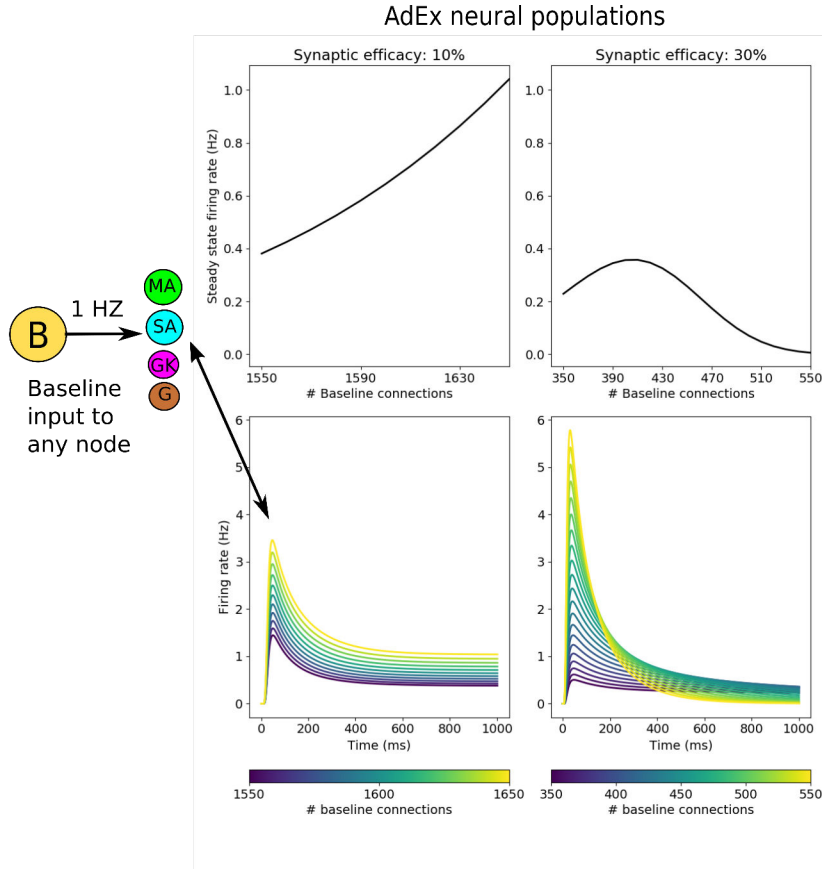 AdEx neural populations
Synaptic efficacy: 10%
Synaptic efficacy: 30%
Steady state firing rate (Hz)
1.0
0.8
0.6
0.4
0.2
0.0
1550
1590
1630
# Baseline connections
1.0
0.8
0.6
0.4
0.2
0.0
350
390
430
470
510
550
# Baseline connections
B
1 HZ
MA
SA
GK
G
Baseline
input to
any node
Firing rate (Hz)
6
5
4
3
2
1
0
0
200
400
600
800
1000
Time (ms)
6
5
4
3
2
1
0
0
200
400
600
800
1000
Time (ms)
1550
1600
1650
# baseline connections
350
400
450
500
550
# baseline connections